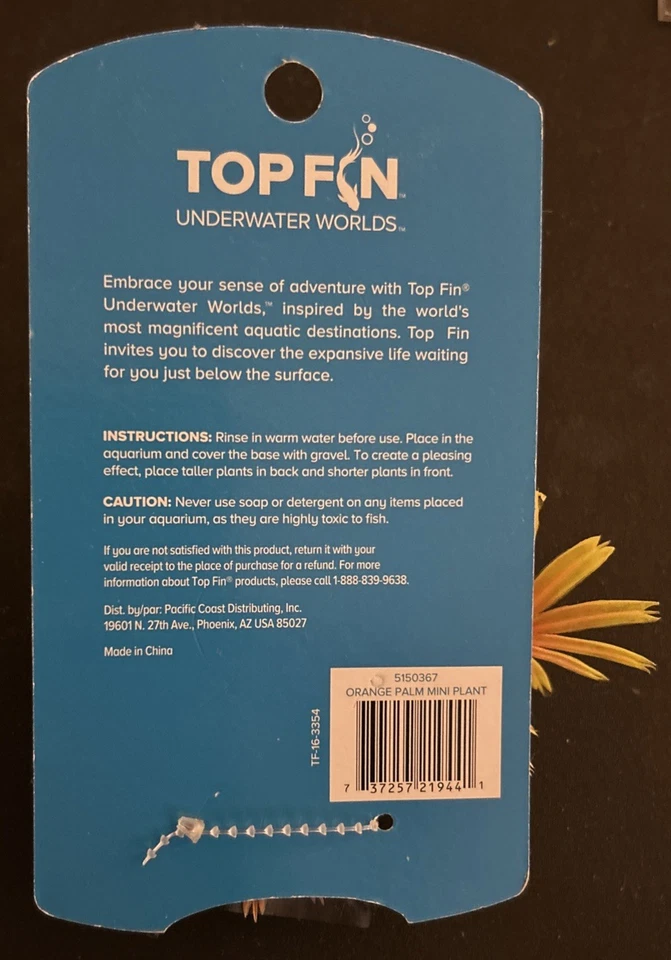 TOP FIN™
UNDERWATER WORLDS™
Embrace your sense of adventure with Top Fin®
Underwater Worlds,™ inspired by the world's
most magnificent aquatic destinations. Top Fin
invites you to discover the expansive life waiting
for you just below the surface.
INSTRUCTIONS: Rinse in warm water before use. Place in the
aquarium and cover the base with gravel. To create a pleasing
effect, place taller plants in back and shorter plants in front.
CAUTION: Never use soap or detergent on any items placed
in your aquarium, as they are highly toxic to fish.
If you are not satisfied with this product, return it with your
valid receipt to the place of purchase for a refund. For more
information about Top Fin® products, please call 1-888-839-9638.
Dist. by/par: Pacific Coast Distributing, Inc.
19601 N. 27th Ave., Phoenix, AZ USA 85027
Made in China
TF-16-3354
5150367
ORANGE PALM MINI PLANT
7 37257 21944 1